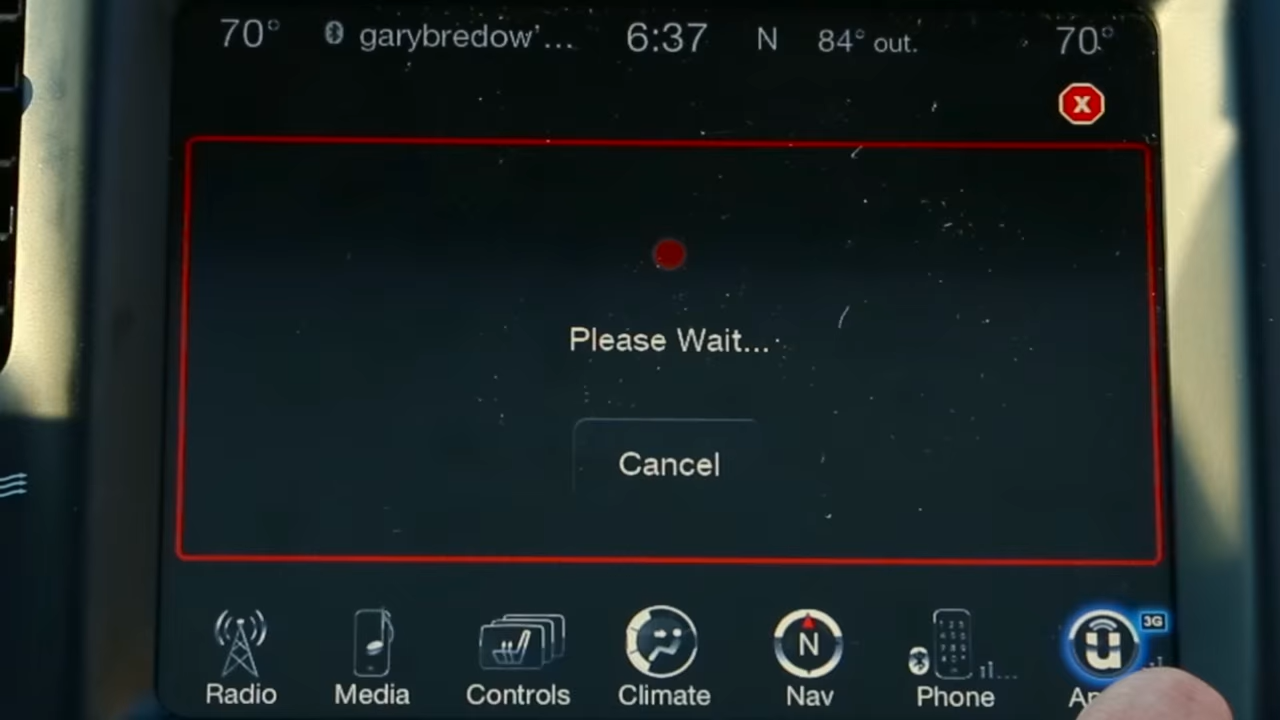 70° garybredow'... 6:37 N 84° out. 70°
X
Please Wait...
Cancel
N
u 3G
Radio Media Controls Climate Nav Phone